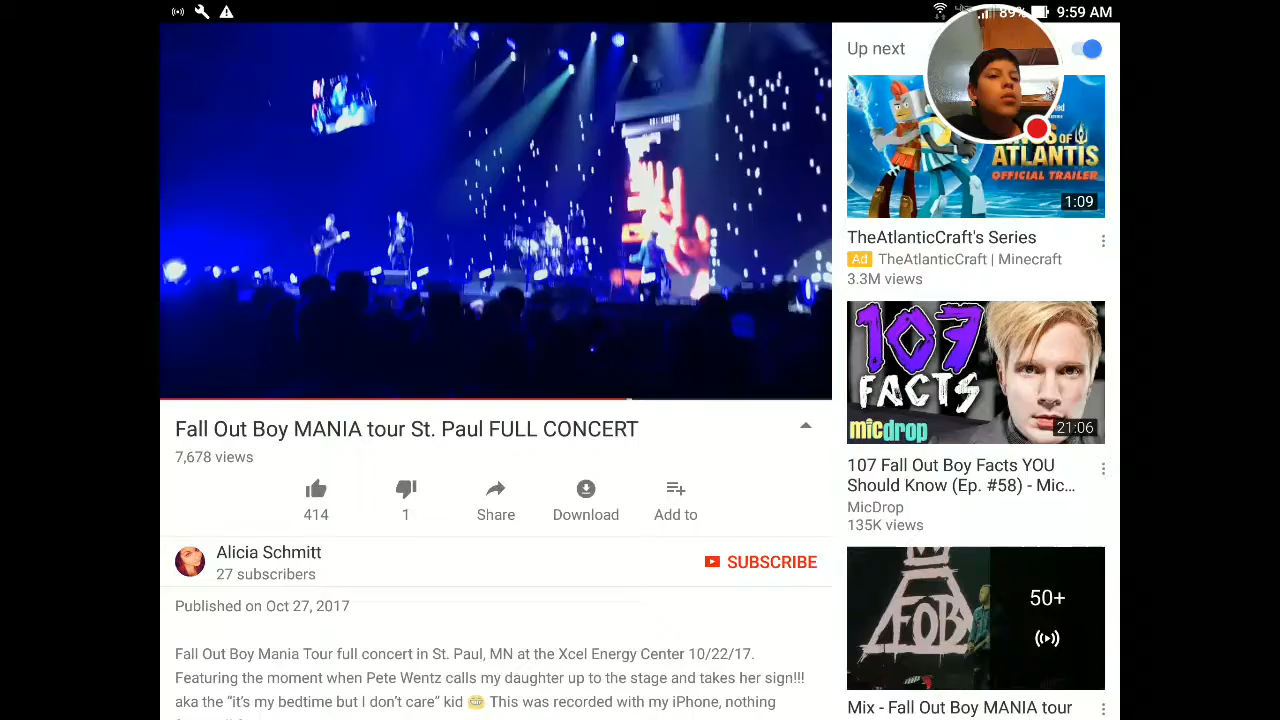 89% 9:59 AM
Up next
OF
ATLANTIS
OFFICIAL TRAILER
1:09
TheAtlanticCraft's Series
Ad TheAtlanticCraft | Minecraft
3.3M views
107
FACTS
micdrop
21:06
107 Fall Out Boy Facts YOU
Should Know (Ep. #58) - Mic...
MicDrop
135K views
FOB
50+
Mix - Fall Out Boy MANIA tour
Fall Out Boy MANIA tour St. Paul FULL CONCERT
7,678 views
414
1
Share
Download
Add to
Alicia Schmitt
27 subscribers
SUBSCRIBE
Published on Oct 27, 2017
Fall Out Boy Mania Tour full concert in St. Paul, MN at the Xcel Energy Center 10/22/17.
Featuring the moment when Pete Wentz calls my daughter up to the stage and takes her sign!!!
aka the "it's my bedtime but I don't care" kid 😁 This was recorded with my iPhone, nothing